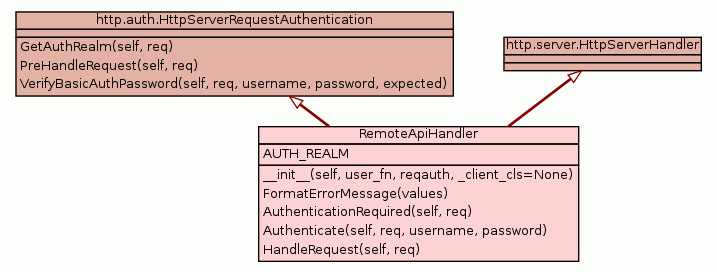 http.auth.HttpServerRequestAuthentication
GetAuthRealm(self, req)
PreHandleRequest(self, req)
VerifyBasicAuthPassword(self, req, username, password, expected)
http.server.HttpServerHandler
RemoteApiHandler
AUTH_REALM
__init__(self, user_fn, reqauth, _client_cls=None)
FormatErrorMessage(values)
AuthenticationRequired(self, req)
Authenticate(self, req, username, password)
HandleRequest(self, req)